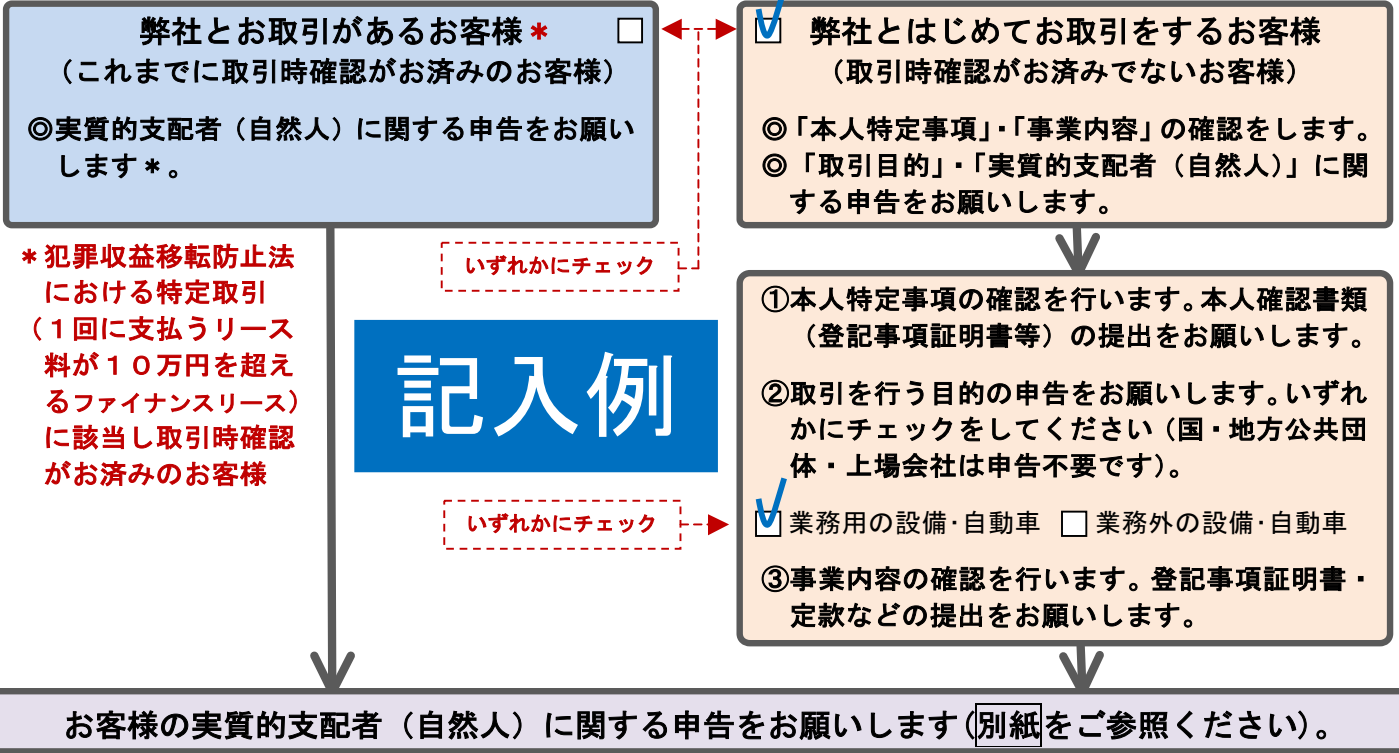 弊社とお取引があるお客様＊ □
（これまでに取引時確認がお済みのお客様）
◎実質的支配者（自然人）に関する申告をお願い
します＊。
☑ 弊社とはじめてお取引をするお客様
（取引時確認がお済みでないお客様）
◎「本人特定事項」・「事業内容」の確認をします。
◎「取引目的」・「実質的支配者（自然人）」に関
する申告をお願いします。
＊犯罪収益移転防止法
における特定取引
（１回に支払うリース
料が１０万円を超え
るファイナンスリース）
に該当し取引時確認
がお済みのお客様
いずれかにチェック
記入例
①本人特定事項の確認を行います。本人確認書類
（登記事項証明書等）の提出をお願いします。
②取引を行う目的の申告をお願いします。いずれ
かにチェックをしてください（国・地方公共団
体・上場会社は申告不要です）。
いずれかにチェック
☑ 業務用の設備・自動車 □ 業務外の設備・自動車
③事業内容の確認を行います。登記事項証明書・
定款などの提出をお願いします。
お客様の実質的支配者（自然人）に関する申告をお願いします（別紙をご参照ください）。